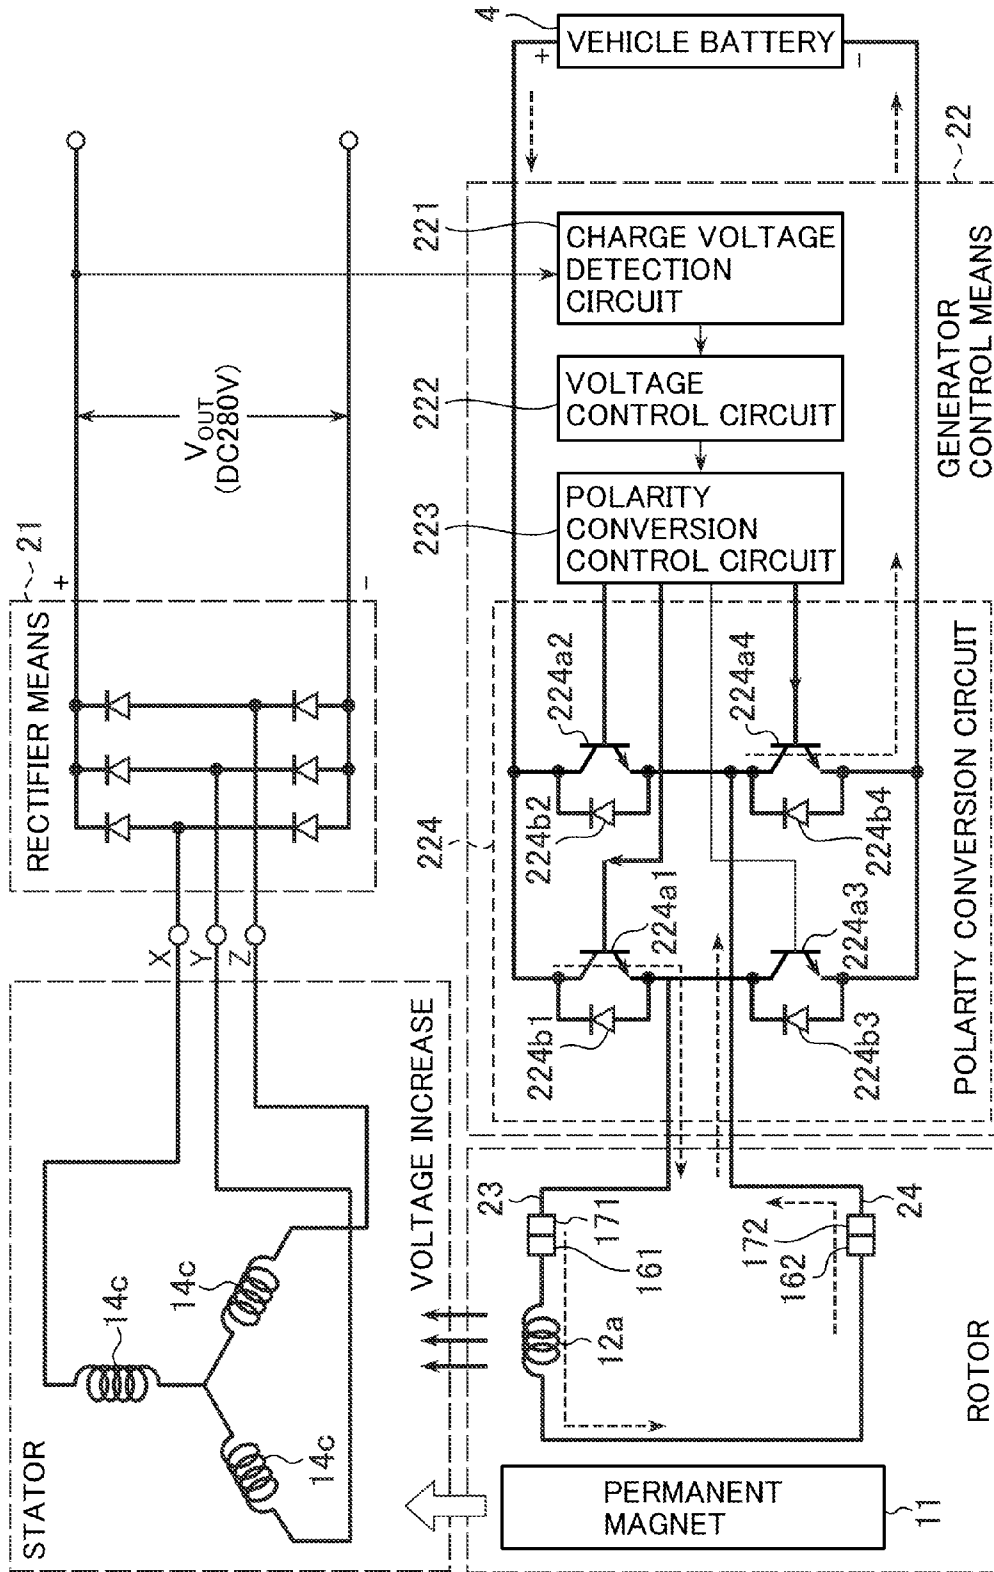 4
VEHICLE BATTERY
+
−
22
221
CHARGE VOLTAGE
DETECTION
CIRCUIT
222
VOLTAGE
CONTROL CIRCUIT
223
POLARITY
CONVERSION
CONTROL CIRCUIT
GENERATOR
CONTROL MEANS
VOUT
(DC280V)
21
+
−
RECTIFIER MEANS
X
Y
Z
224
224a2
224b2
224a4
224b4
224a1
224b1
224a3
224b3
POLARITY CONVERSION CIRCUIT
VOLTAGE INCREASE
14c
14c
14c
STATOR
23
171
161
12a
24
172
162
ROTOR
PERMANENT
MAGNET
11